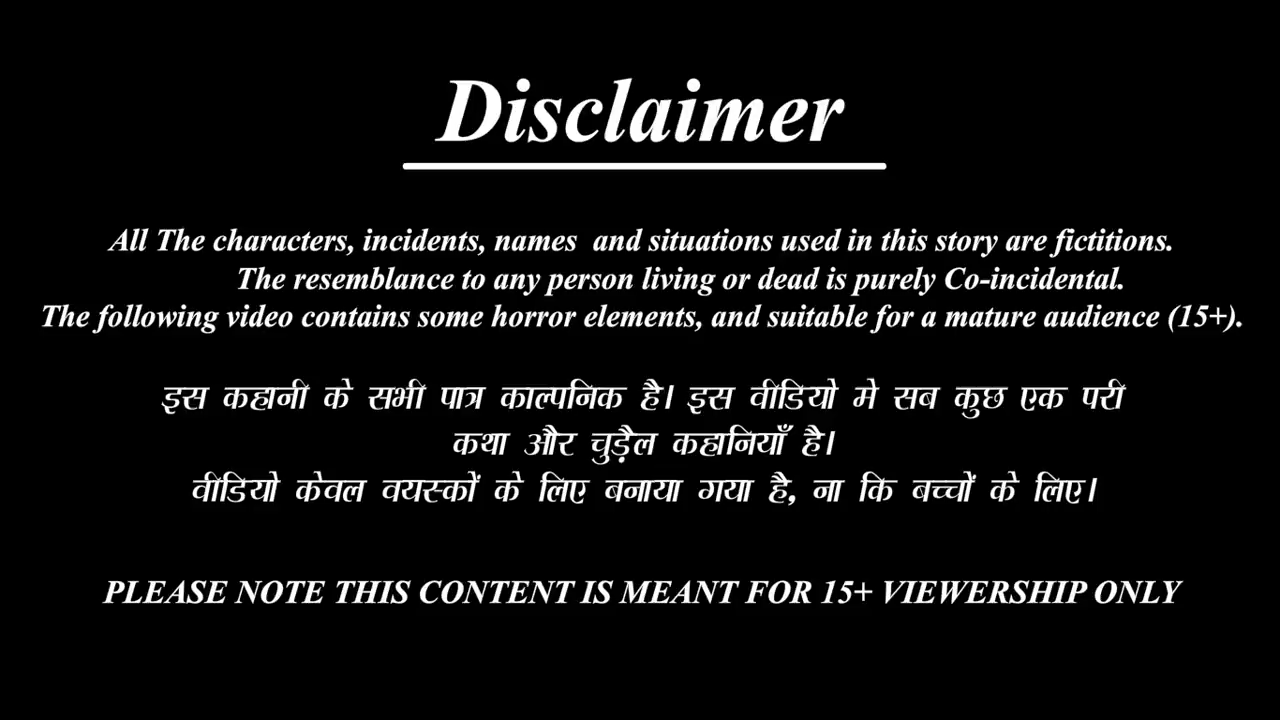 Disclaimer
All The characters, incidents, names and situations used in this story are fictitions.
The resemblance to any person living or dead is purely Co-incidental.
The following video contains some horror elements, and suitable for a mature audience (15+).
इस कहानी के सभी पात्र काल्पनिक है। इस वीडियो मे सब कुछ एक परी
कथा और चुड़ैल कहानियाँ है।
वीडियो केवल वयस्कों के लिए बनाया गया है, ना कि बच्चों के लिए।
PLEASE NOTE THIS CONTENT IS MEANT FOR 15+ VIEWERSHIP ONLY